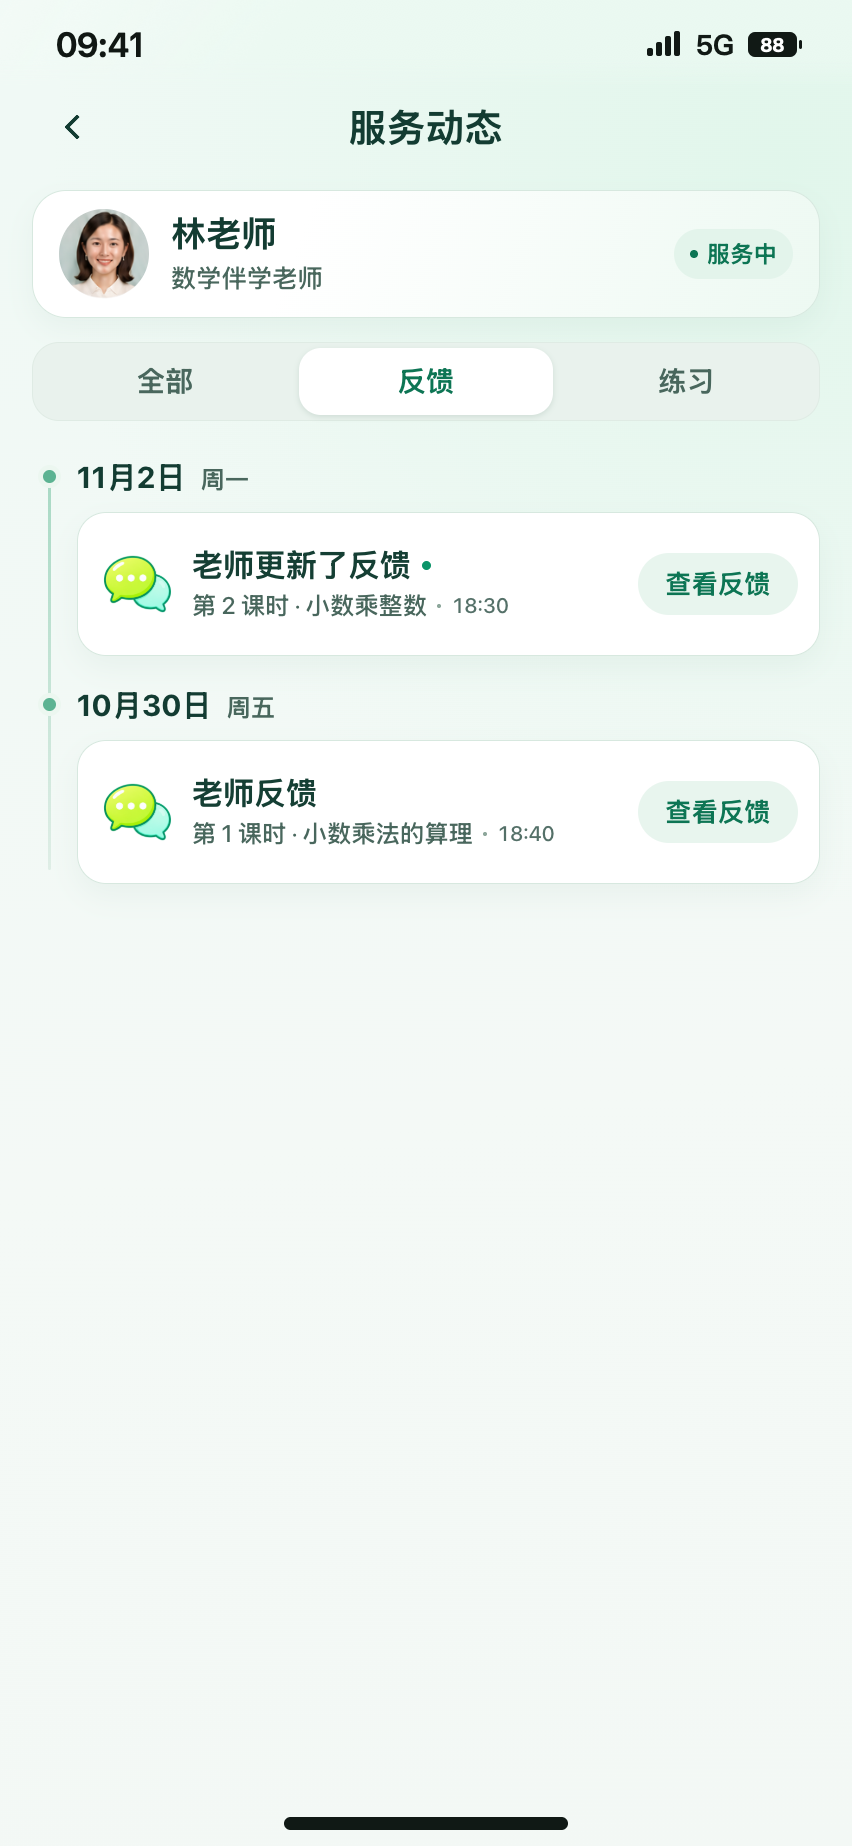 09:41
5G 88
服务动态
林老师
数学伴学老师
• 服务中
全部 反馈 练习
11月2日 周一
老师更新了反馈 •
第 2 课时 · 小数乘整数 · 18:30
查看反馈
10月30日 周五
老师反馈
第 1 课时 · 小数乘法的算理 · 18:40
查看反馈